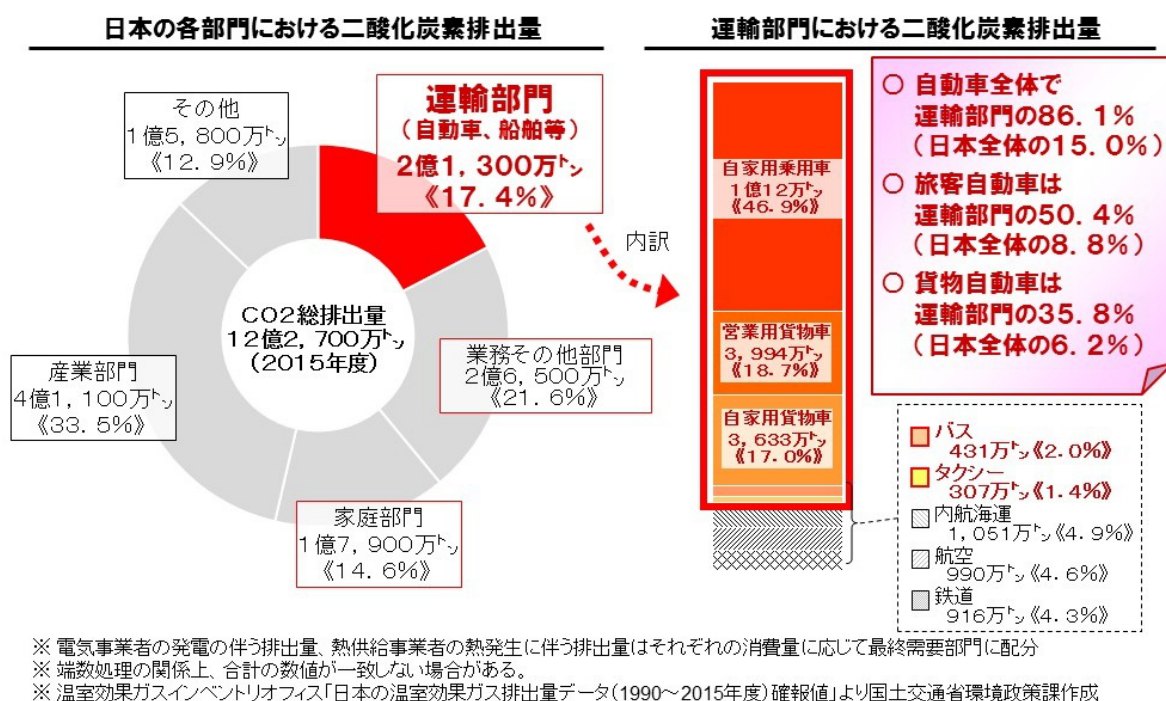 日本の各部門における二酸化炭素排出量
運輸部門における二酸化炭素排出量
その他
1億5,800万㌧
《12.9%》
運輸部門
(自動車、船舶等)
2億1,300万㌧
《17.4%》
CO2総排出量
12億2,700万㌧
(2015年度)
産業部門
4億1,100万㌧
《33.5%》
業務その他部門
2億6,500万㌧
《21.6%》
家庭部門
1億7,900万㌧
《14.6%》
内訳
自家用乗用車
1億12万㌧
《46.9%》
営業用貨物車
3,994万㌧
《18.7%》
自家用貨物車
3,633万㌧
《17.0%》
○ 自動車全体で
運輸部門の86.1%
(日本全体の15.0%)
○ 旅客自動車は
運輸部門の50.4%
(日本全体の8.8%)
○ 貨物自動車は
運輸部門の35.8%
(日本全体の6.2%)
バス
431万㌧《2.0%》
タクシー
307万㌧《1.4%》
内航海運
1,051万㌧《4.9%》
航空
990万㌧《4.6%》
鉄道
916万㌧《4.3%》
※ 電気事業者の発電の伴う排出量、熱供給事業者の熱発生に伴う排出量はそれぞれの消費量に応じて最終需要部門に配分
※ 端数処理の関係上、合計の数値が一致しない場合がある。
※ 温室効果ガスインベントリオフィス「日本の温室効果ガス排出量データ(1990~2015年度)確報値」より国土交通省環境政策課作成